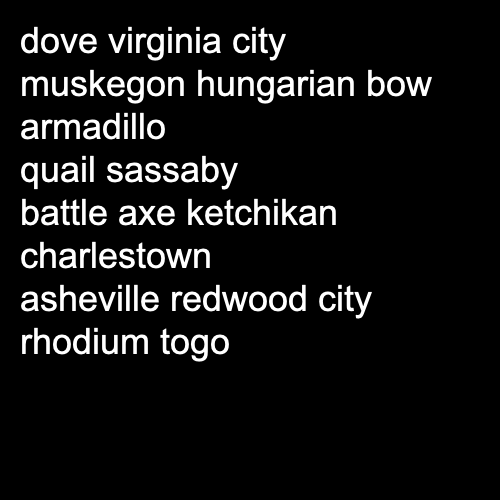 dove virginia city
muskegon hungarian bow
armadillo
quail sassaby
battle axe ketchikan
charlestown
asheville redwood city
rhodium togo